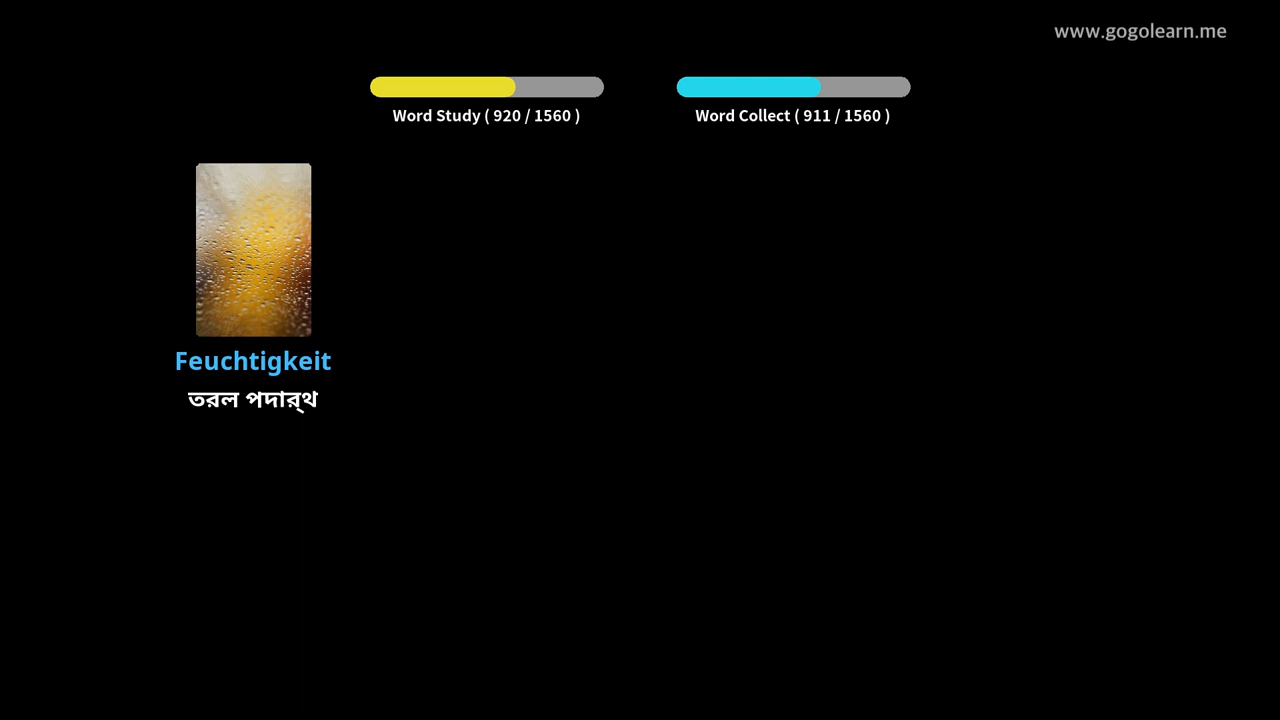 www.gogolearn.me
Word Study ( 920 / 1560 )
Word Collect ( 911 / 1560 )
Feuchtigkeit
তরল পদার্থ